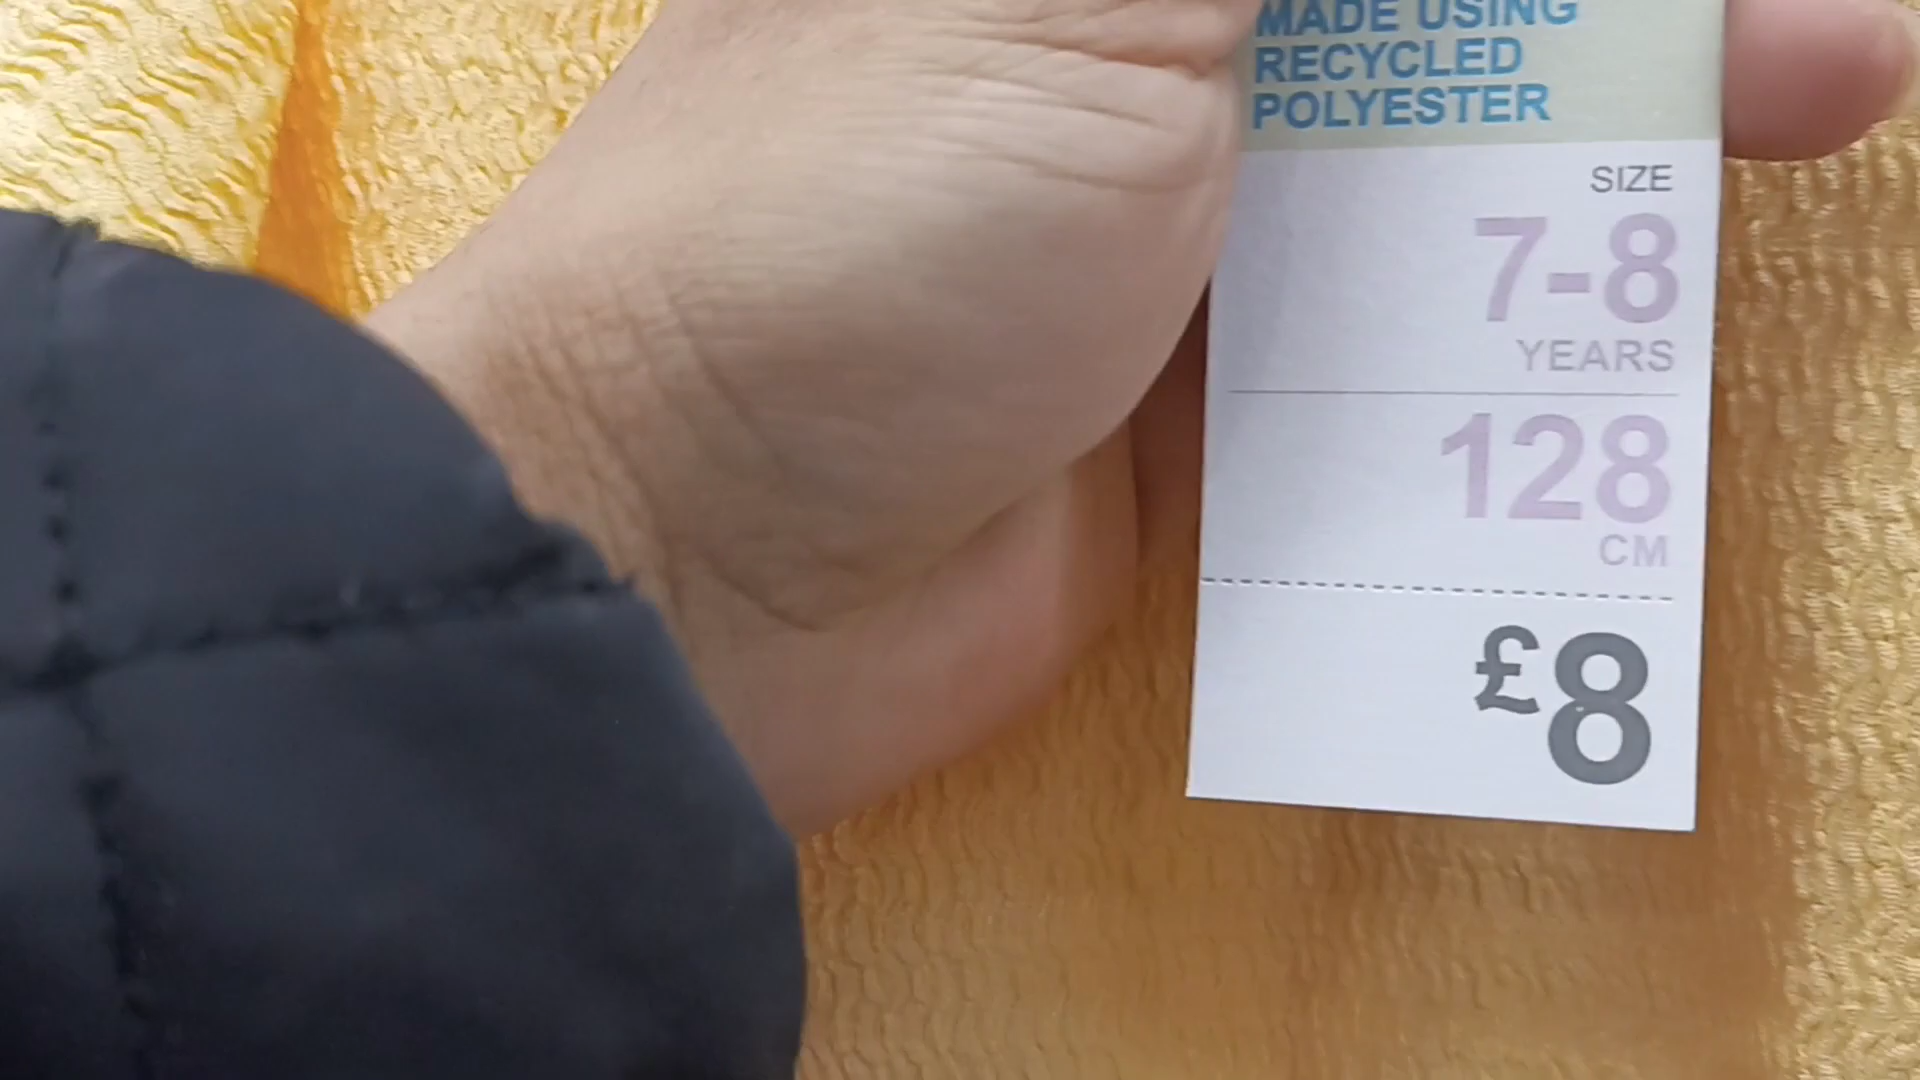 MADE USING
RECYCLED
POLYESTER
SIZE
7-8
YEARS
128
CM
£8